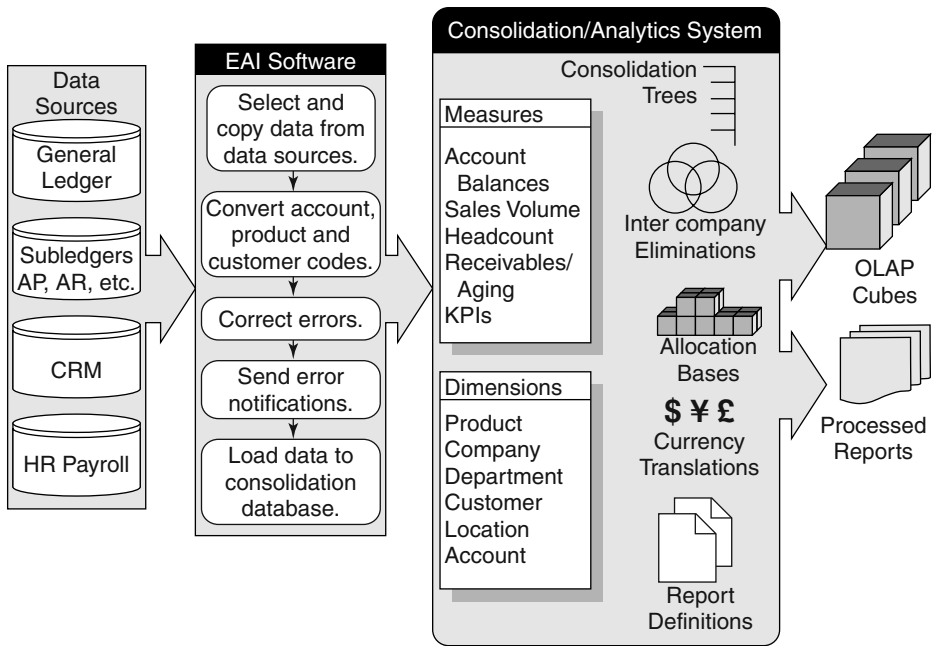 Data
Sources
General
Ledger
Subledgers
AP, AR, etc.
CRM
HR Payroll
EAI Software
Select and
copy data from
data sources.
Convert account,
product and
customer codes.
Correct errors.
Send error
notifications.
Load data to
consolidation
database.
Consolidation/Analytics System
Measures
Account
Balances
Sales Volume
Headcount
Receivables/
Aging
KPIs
Dimensions
Product
Company
Department
Customer
Location
Account
Consolidation
Trees
Inter company
Eliminations
Allocation
Bases
$ ¥ £
Currency
Translations
Report
Definitions
OLAP
Cubes
Processed
Reports